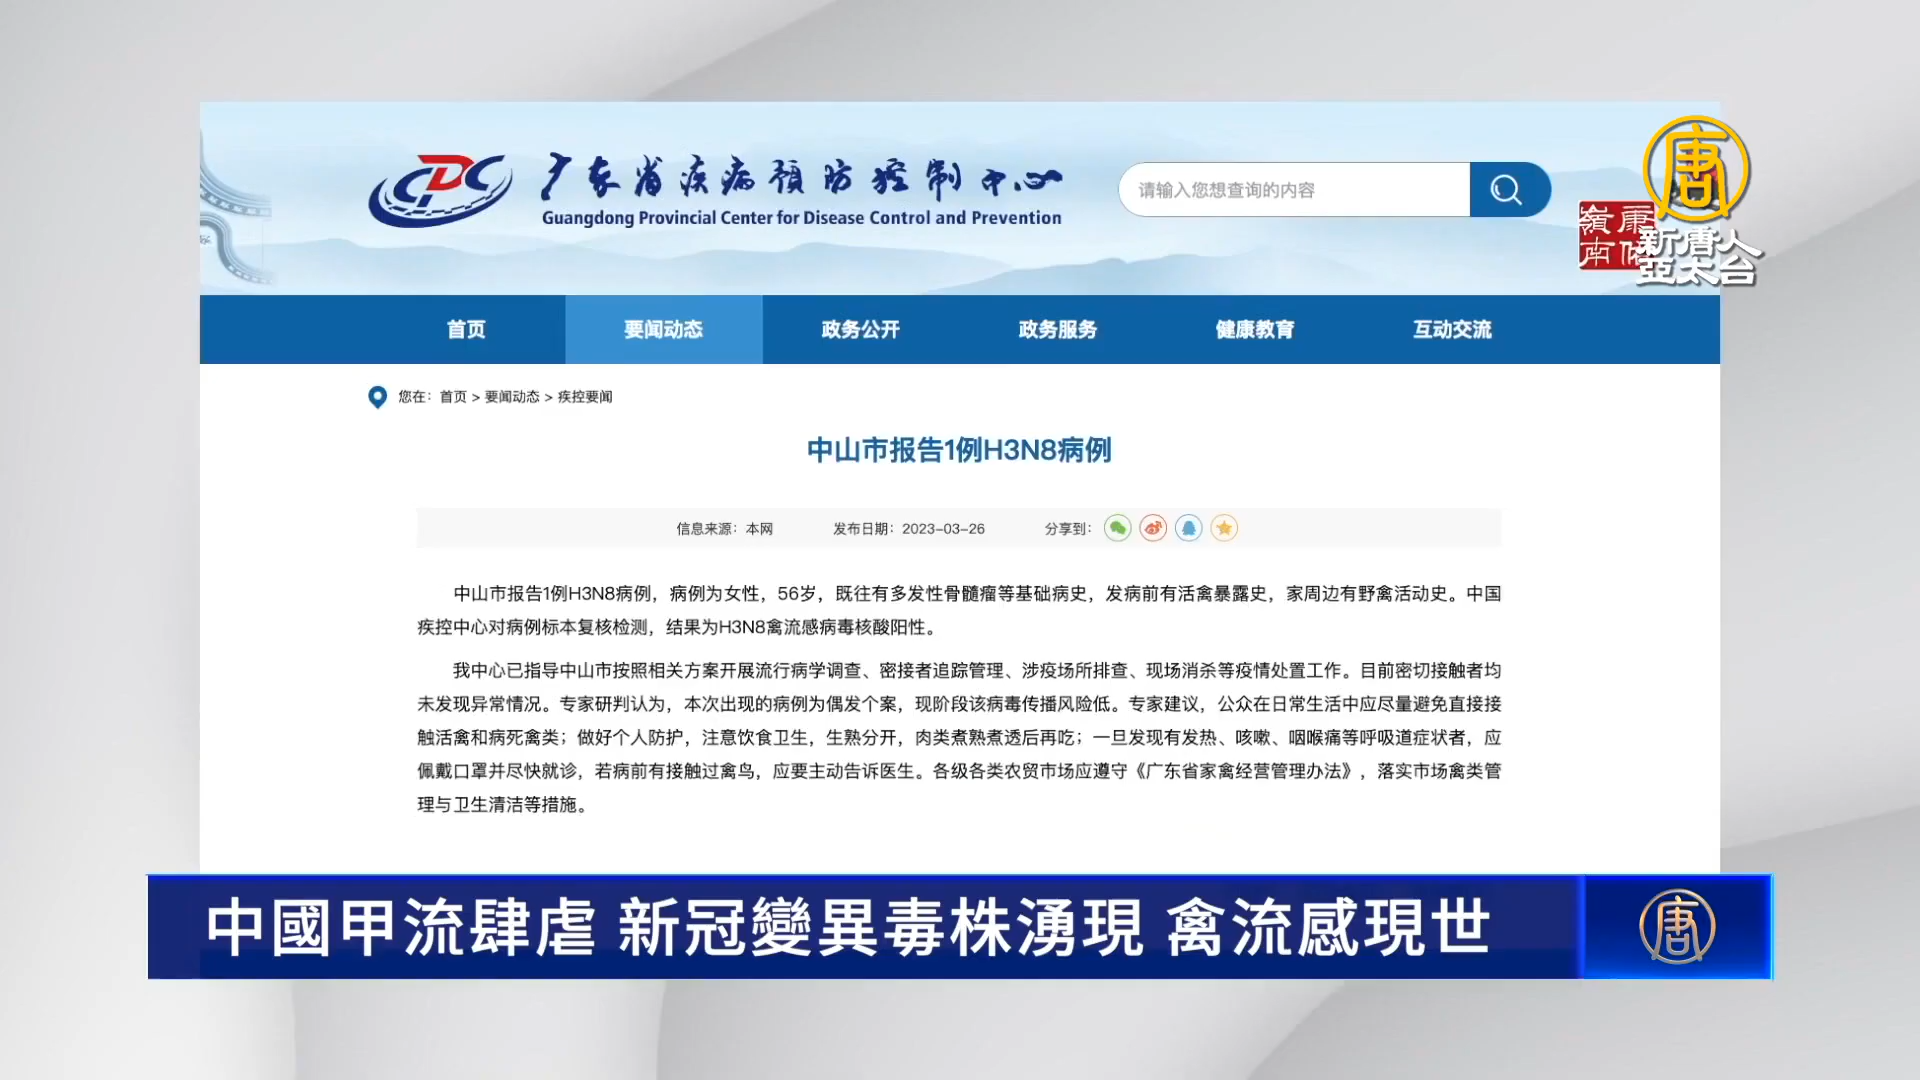 广东省疾病预防控制中心
Guangdong Provincial Center for Disease Control and Prevention
请输入您想查询的内容
唐
新唐人
亞太台
首页
要闻动态
政务公开
政务服务
健康教育
互动交流
您在：首页 > 要闻动态 > 疾控要闻
中山市报告1例H3N8病例
信息来源：本网
发布日期：2023-03-26
分享到：
中山市报告1例H3N8病例，病例为女性，56岁，既往有多发性骨髓瘤等基础病史，发病前有活禽暴露史，家周边有野禽活动史。中国
疾控中心对病例标本复核检测，结果为H3N8禽流感病毒核酸阳性。
我中心已指导中山市按照相关方案开展流行病学调查、密接者追踪管理、涉疫场所排查、现场消杀等疫情处置工作。目前密切接触者均
未发现异常情况。专家研判认为，本次出现的病例为偶发个案，现阶段该病毒传播风险低。专家建议，公众在日常生活中应尽量避免直接接
触活禽和病死禽类；做好个人防护，注意饮食卫生，生熟分开，肉类煮熟煮透后再吃；一旦发现有发热、咳嗽、咽喉痛等呼吸道症状者，应
佩戴口罩并尽快就诊，若病前有接触过禽鸟，应要主动告诉医生。各级各类农贸市场应遵守《广东省家禽经营管理办法》，落实市场禽类管
理与卫生清洁等措施。
中國甲流肆虐 新冠變異毒株湧現 禽流感現世
唐